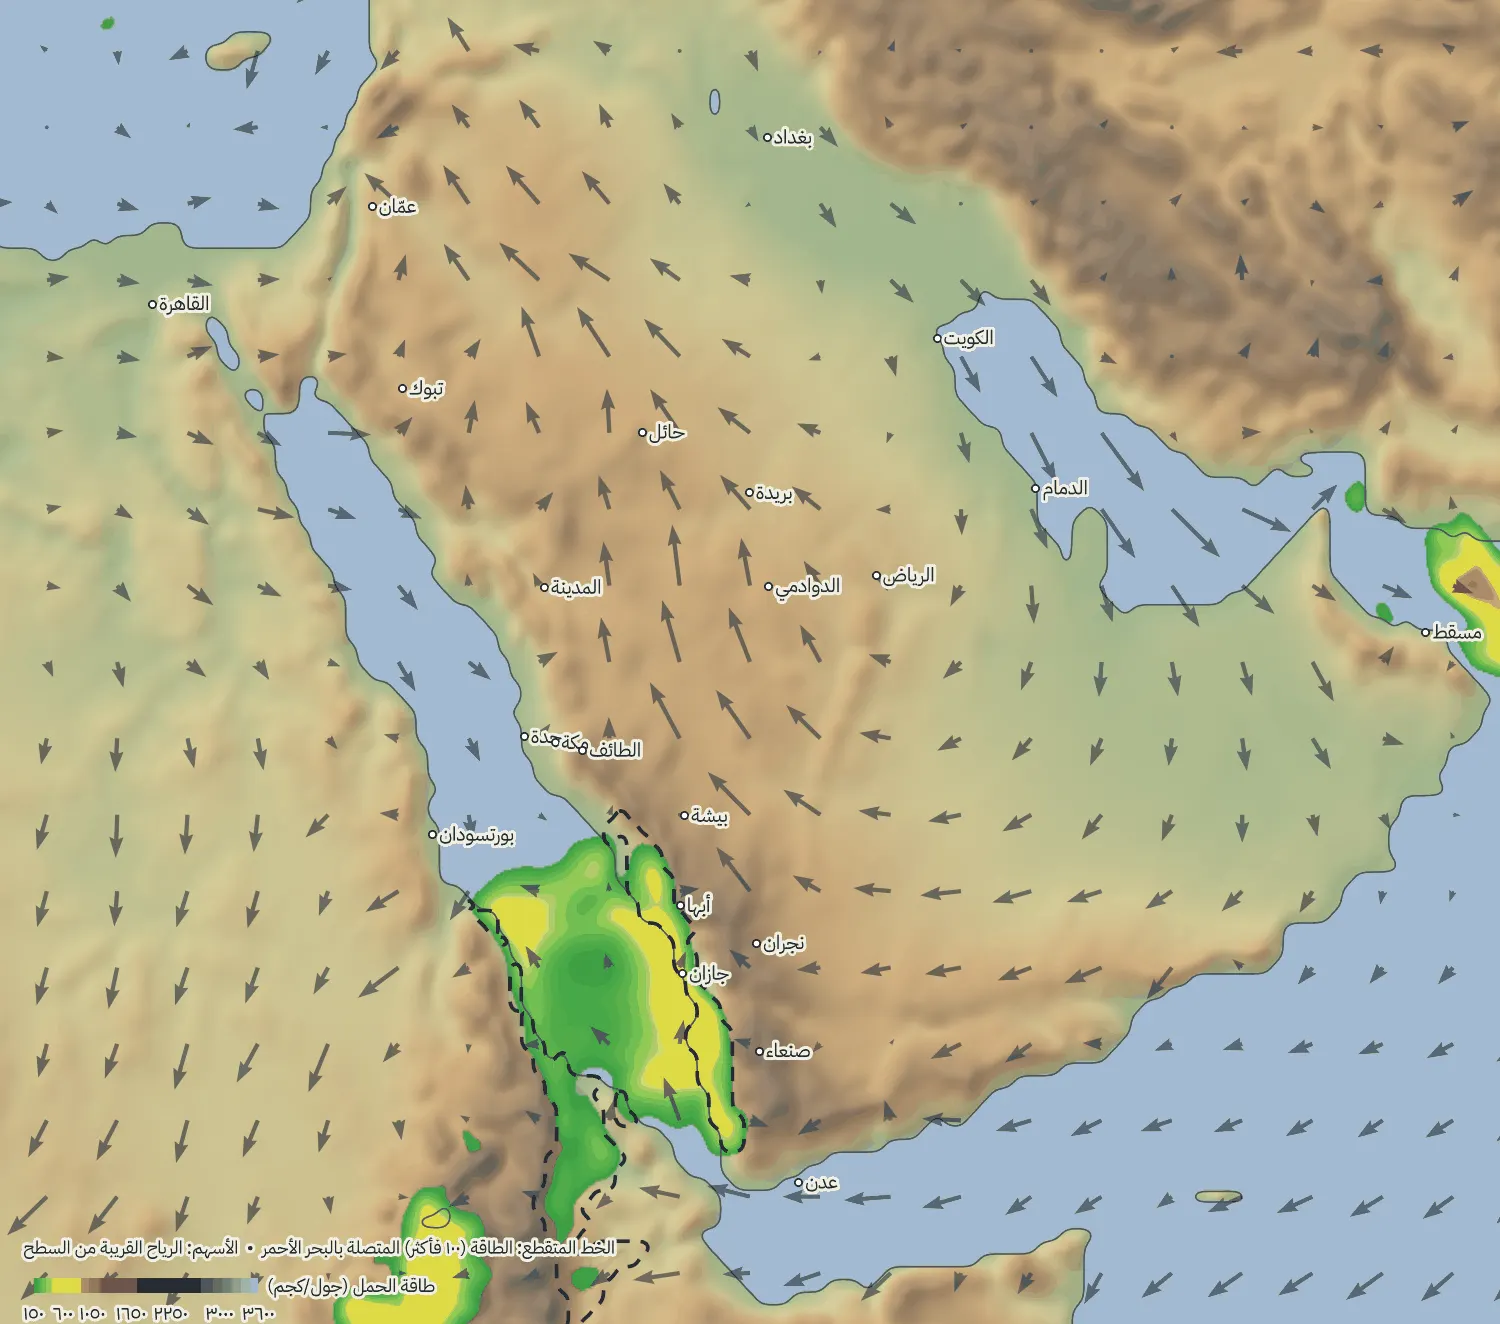 بغداد
عمّان
القاهرة
الكويت
تبوك
حائل
بريدة
الدمام
الرياض
الدوادمي
المدينة
مسقط
جدة
مكة
الطائف
بيشة
بورتسودان
أبها
نجران
جازان
صنعاء
عدن
الخط المتقطع: الطاقة (١٠٠ فأكثر) المتصلة بالبحر الأحمر • الأسهم: الرياح القريبة من السطح
طاقة الحمل (جول/كجم)
١٥٠ ٦٠٠ ١٠٥٠ ١٦٥٠ ٢٢٥٠ ٣٠٠٠ ٣٦٠٠